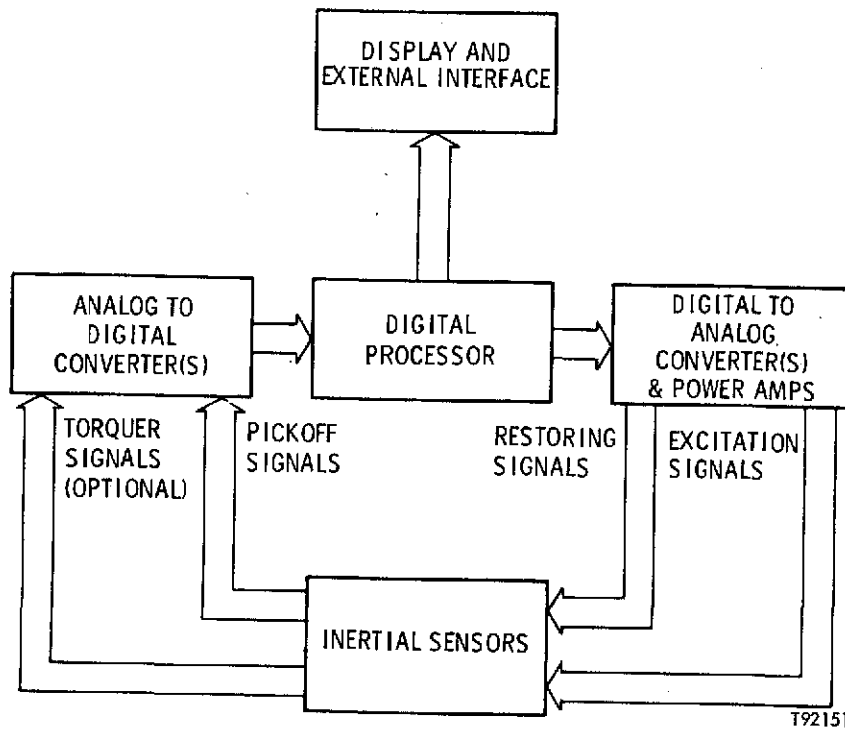 DISPLAY AND
EXTERNAL INTERFACE
ANALOG TO
DIGITAL
CONVERTER(S)
DIGITAL
PROCESSOR
DIGITAL TO
ANALOG
CONVERTER(S)
& POWER AMPS
TORQUER
SIGNALS
(OPTIONAL)
PICKOFF
SIGNALS
RESTORING
SIGNALS
EXCITATION
SIGNALS
INERTIAL SENSORS
T92151